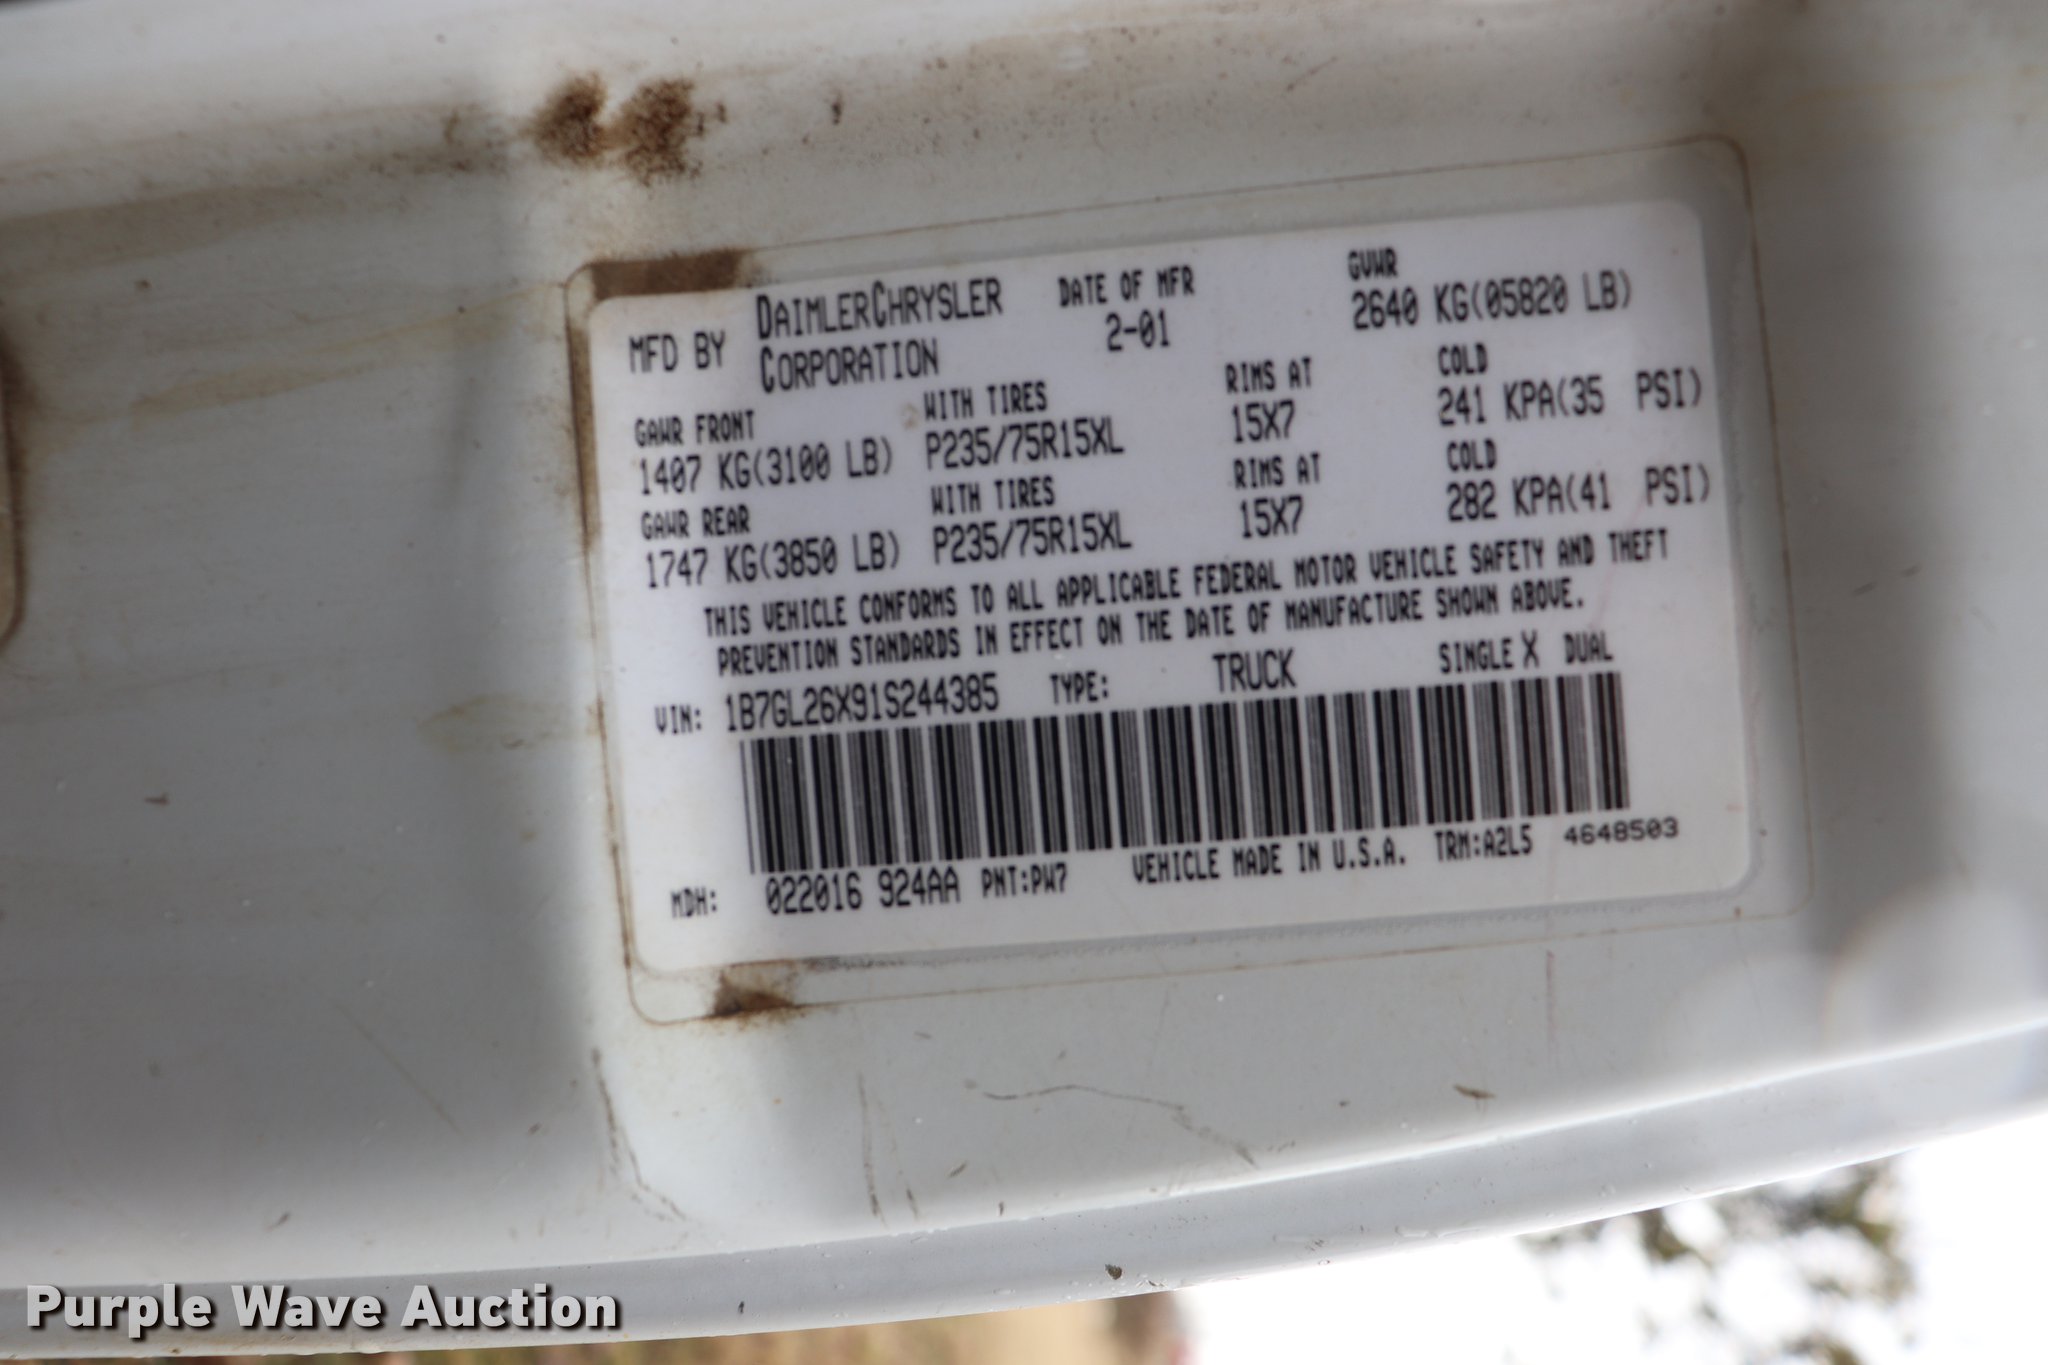 MFD BY DAIMLERCHRYSLER CORPORATION
DATE OF MFR
2-01
GVWR
2640 KG(05820 LB)
GAWR FRONT WITH TIRES RIMS AT COLD
1407 KG(3100 LB) P235/75R15XL 15X7 241 KPA(35 PSI)
GAWR REAR WITH TIRES RIMS AT COLD
1747 KG(3850 LB) P235/75R15XL 15X7 282 KPA(41 PSI)
THIS VEHICLE CONFORMS TO ALL APPLICABLE FEDERAL MOTOR VEHICLE SAFETY AND THEFT
PREVENTION STANDARDS IN EFFECT ON THE DATE OF MANUFACTURE SHOWN ABOVE.
VIN: 1B7GL26X91S244385 TYPE: TRUCK SINGLE X DUAL
MDH: 022016 924AA PNT:PW7 VEHICLE MADE IN U.S.A. TRM:A2L5 4648503
Purple Wave Auction